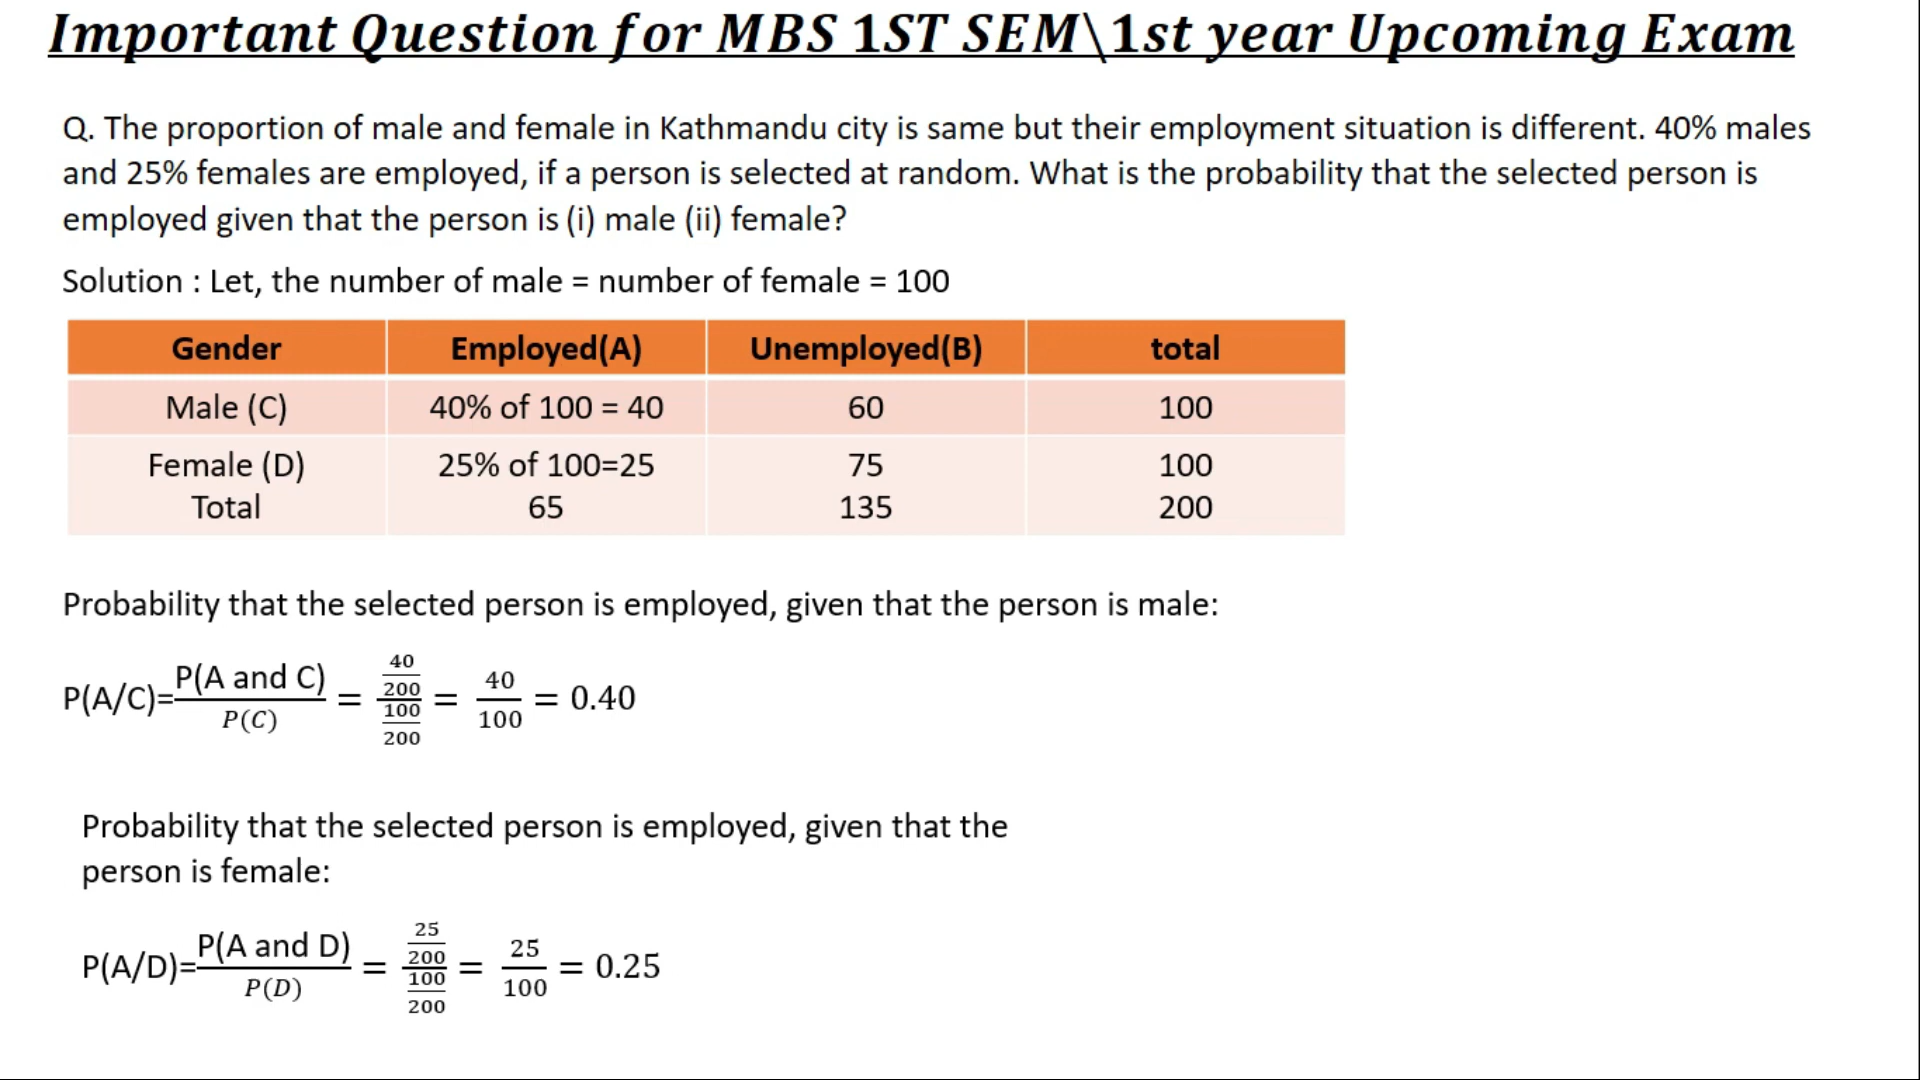 Important Question for MBS 1ST SEM\1st year Upcoming Exam
Q. The proportion of male and female in Kathmandu city is same but their employment situation is different. 40% males
and 25% females are employed, if a person is selected at random. What is the probability that the selected person is
employed given that the person is (i) male (ii) female?
Solution : Let, the number of male = number of female = 100
Gender Employed(A) Unemployed(B) total
Male (C) 40% of 100 = 40 60 100
Female (D) 25% of 100=25 75 100
Total 65 135 200
Probability that the selected person is employed, given that the person is male:
P(A/C)= P(A and C)/P(C) = (40/200)/(100/200) = 40/100 = 0.40
Probability that the selected person is employed, given that the
person is female:
P(A/D)= P(A and D)/P(D) = (25/200)/(100/200) = 25/100 = 0.25